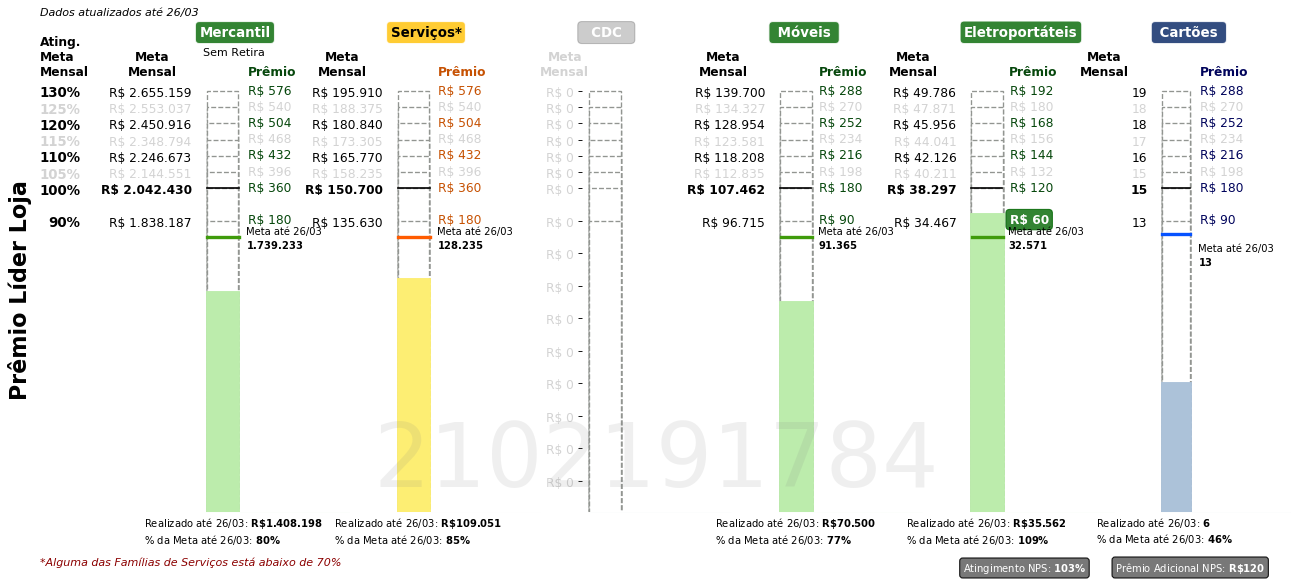 Dados atualizados até 26/03
Prêmio Líder Loja
Mercantil Serviços* CDC Móveis Eletroportáteis Cartões
Sem Retira
Ating. Meta Mensal Meta Mensal Prêmio Meta Mensal Prêmio Meta Mensal Meta Mensal Prêmio Meta Mensal Prêmio Meta Mensal Prêmio
130% R$ 2.655.159 R$ 576 R$ 195.910 R$ 576 R$ 0 R$ 139.700 R$ 288 R$ 49.786 R$ 192 19 R$ 288
125% R$ 2.553.037 R$ 540 R$ 188.375 R$ 540 R$ 0 R$ 134.327 R$ 270 R$ 47.871 R$ 180 18 R$ 270
120% R$ 2.450.916 R$ 504 R$ 180.840 R$ 504 R$ 0 R$ 128.954 R$ 252 R$ 45.956 R$ 168 18 R$ 252
115% R$ 2.348.794 R$ 468 R$ 173.305 R$ 468 R$ 0 R$ 123.581 R$ 234 R$ 44.041 R$ 156 17 R$ 234
110% R$ 2.246.673 R$ 432 R$ 165.770 R$ 432 R$ 0 R$ 118.208 R$ 216 R$ 42.126 R$ 144 16 R$ 216
105% R$ 2.144.551 R$ 396 R$ 158.235 R$ 396 R$ 0 R$ 112.835 R$ 198 R$ 40.211 R$ 132 15 R$ 198
100% R$ 2.042.430 R$ 360 R$ 150.700 R$ 360 R$ 0 R$ 107.462 R$ 180 R$ 38.297 R$ 120 15 R$ 180
90% R$ 1.838.187 R$ 180 R$ 135.630 R$ 180 R$ 0 R$ 96.715 R$ 90 R$ 34.467 R$ 60 13 R$ 90
Meta até 26/03 Meta até 26/03 Meta até 26/03 Meta até 26/03 Meta até 26/03
1.739.233 128.235 91.365 32.571 13
R$ 0
R$ 0
R$ 0
R$ 0
R$ 0
R$ 0
R$ 0
R$ 0
2102191784
Realizado até 26/03: R$1.408.198 Realizado até 26/03: R$109.051 Realizado até 26/03: R$70.500 Realizado até 26/03: R$35.562 Realizado até 26/03: 6
% da Meta até 26/03: 80% % da Meta até 26/03: 85% % da Meta até 26/03: 77% % da Meta até 26/03: 109% % da Meta até 26/03: 46%
*Alguma das Famílias de Serviços está abaixo de 70%
Atingimento NPS: 103% Prêmio Adicional NPS: R$120